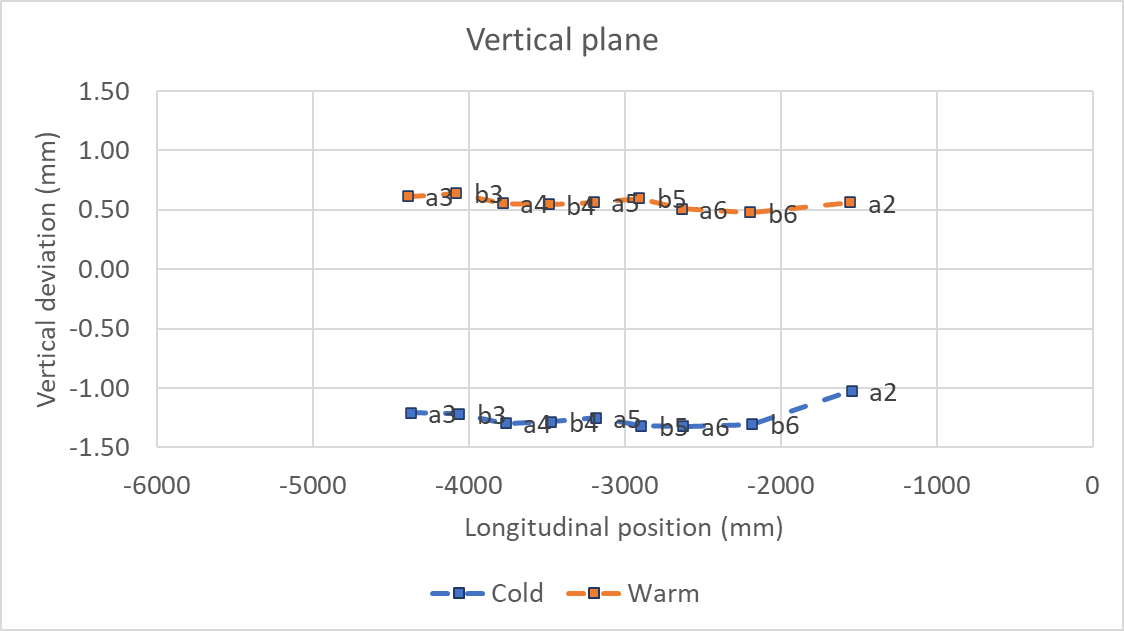 Vertical plane
Vertical deviation (mm)
1.50
1.00
0.50
0.00
-0.50
-1.00
-1.50
a3 b3 a4 b4 a5 b5 a6 b6 a2
a3 b3 a4 b4 a5 b5 a6 b6 a2
-6000 -5000 -4000 -3000 -2000 -1000 0
Longitudinal position (mm)
Cold Warm